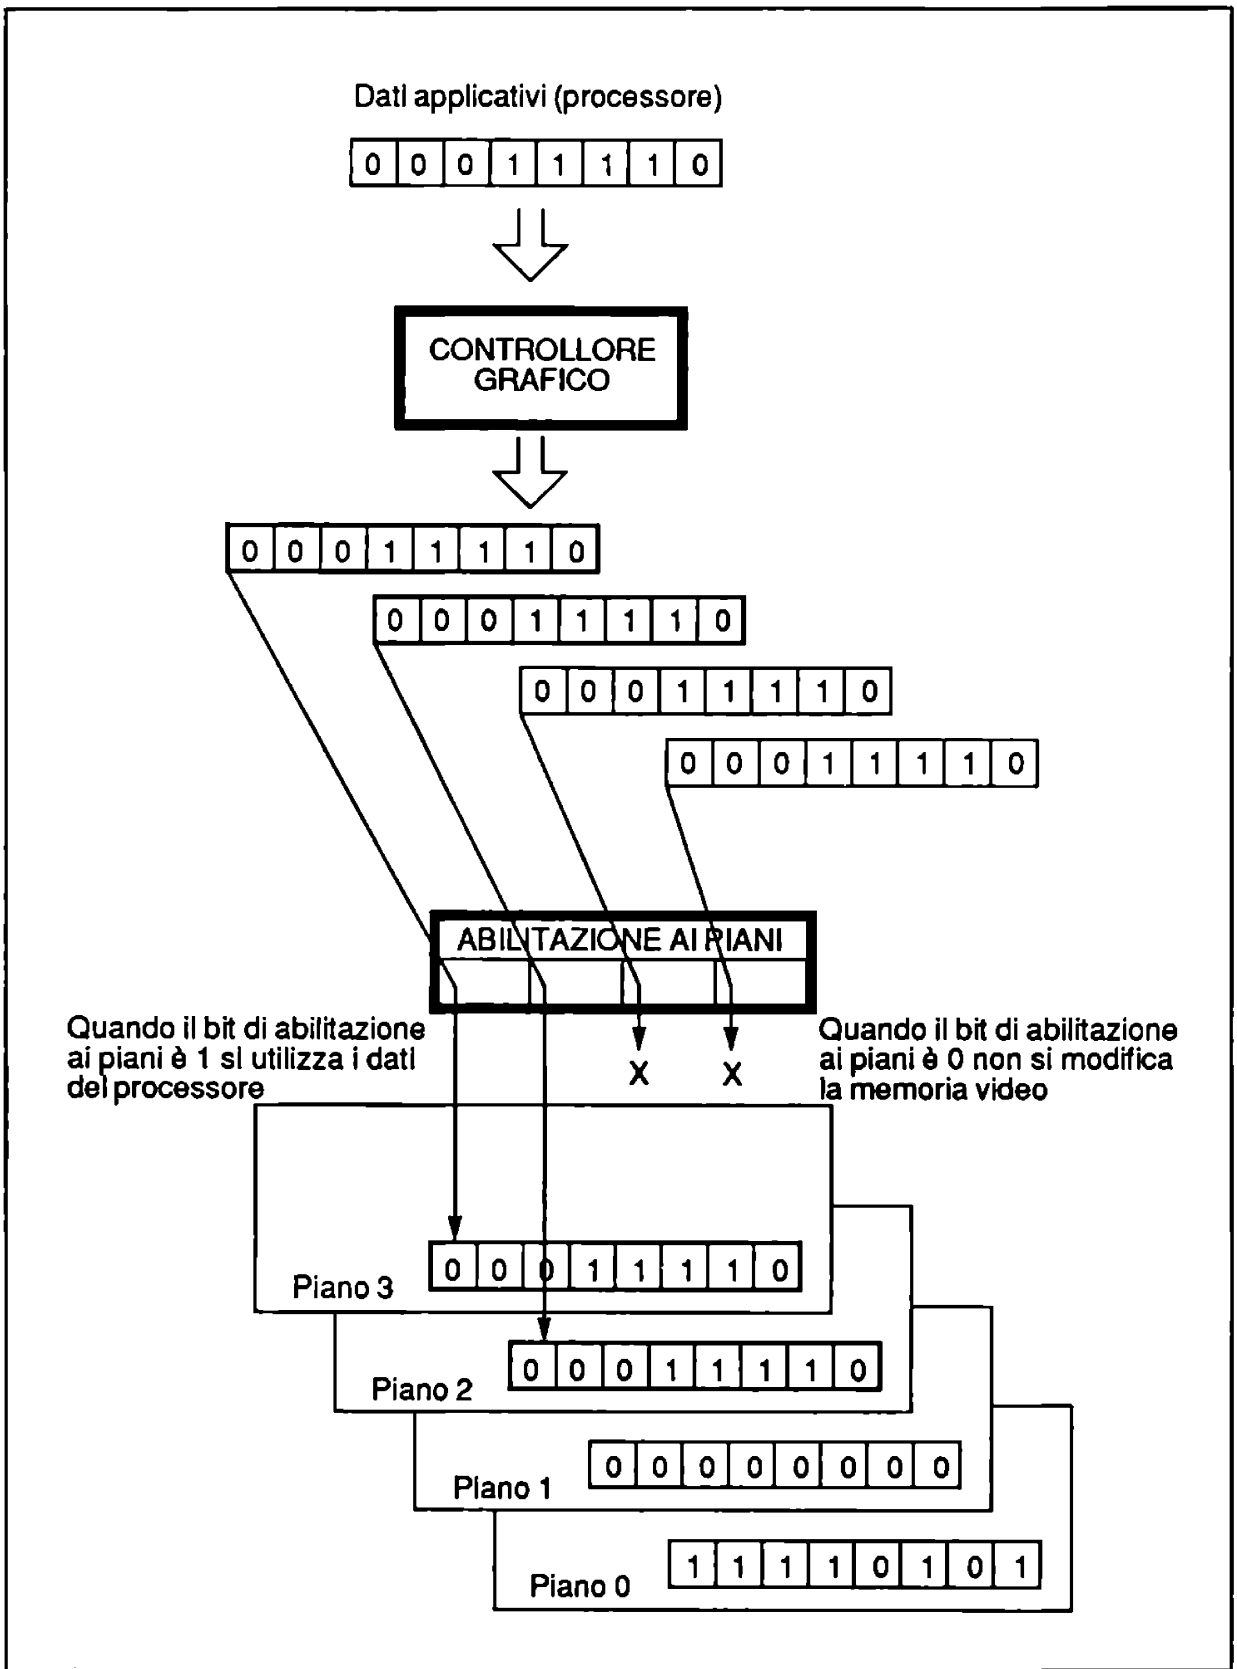 Dati applicativi (processore)
0 0 0 1 1 1 1 0
CONTROLLORE
GRAFICO
0 0 0 1 1 1 1 0
0 0 0 1 1 1 1 0
0 0 0 1 1 1 1 0
0 0 0 1 1 1 1 0
ABILITAZIONE AI PIANI
Quando il bit di abilitazione
ai piani è 1 si utilizza i dati
del processore
X X
Quando il bit di abilitazione
ai piani è 0 non si modifica
la memoria video
0 0 0 1 1 1 1 0
Piano 3
0 0 0 1 1 1 1 0
Piano 2
0 0 0 0 0 0 0 0
Piano 1
1 1 1 1 0 1 0 1
Piano 0